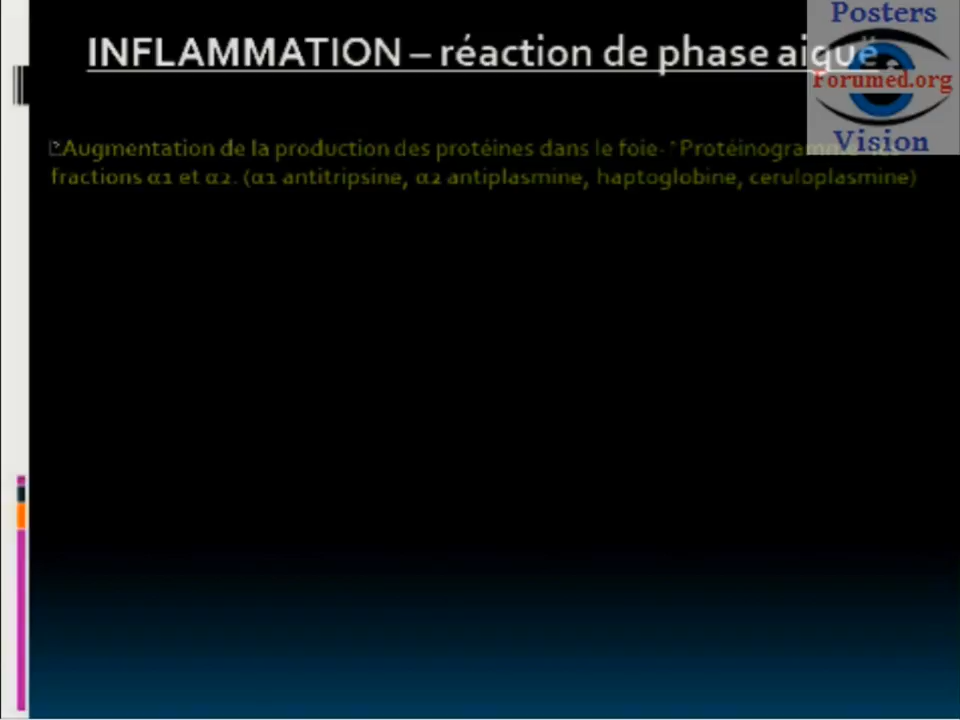 INFLAMMATION – réaction de phase aiguë
Posters
Forumed.org
Vision
Augmentation de la production des protéines dans le foie- Protéinogramme- les
fractions α1 et α2. (α1 antitripsine, α2 antiplasmine, haptoglobine, ceruloplasmine)